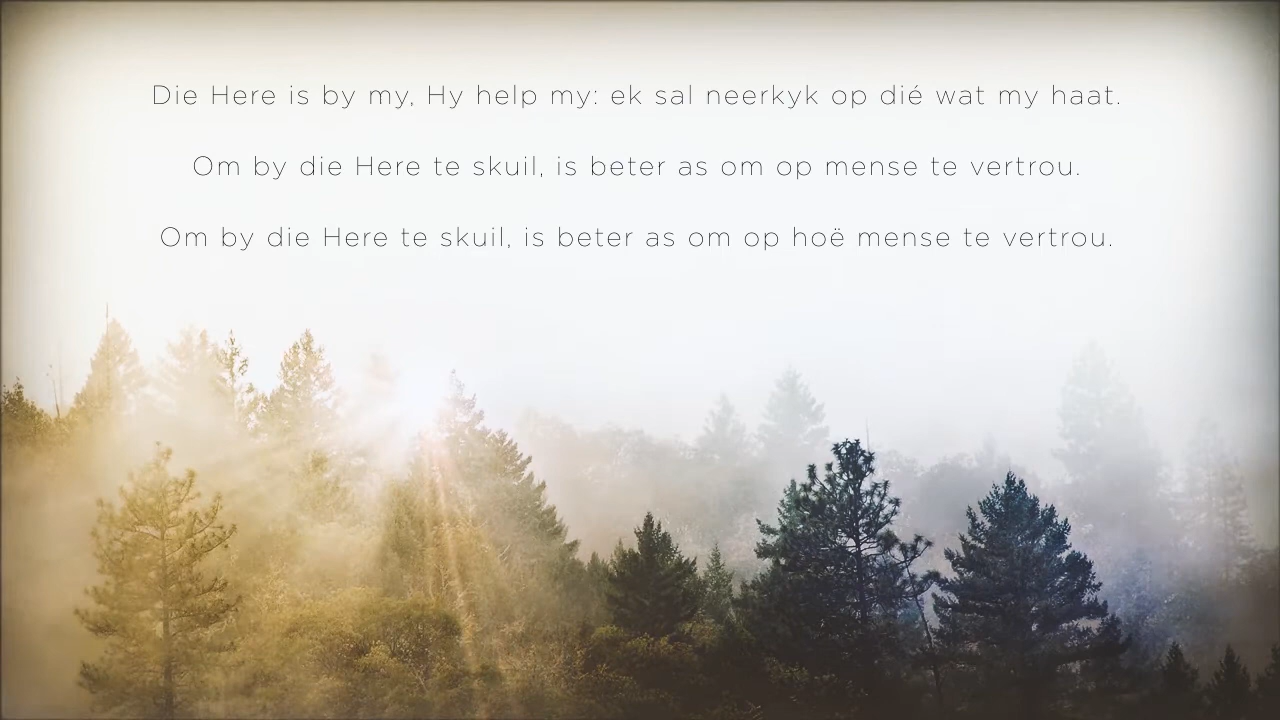 Die Here is by my, Hy help my: ek sal neerkyk op dié wat my haat.
Om by die Here te skuil, is beter as om op mense te vertrou.
Om by die Here te skuil, is beter as om op hoë mense te vertrou.